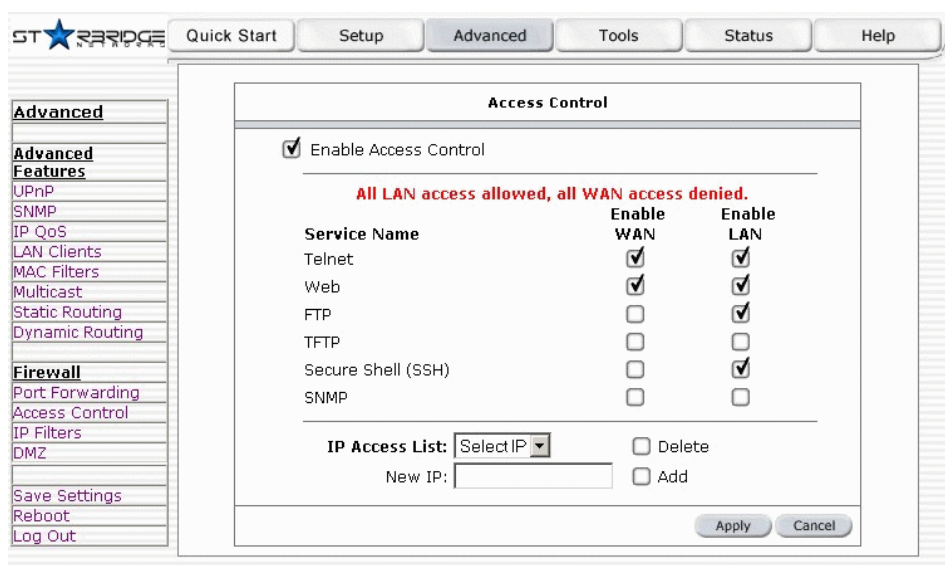 STARBRIDGE
NETWORKS
Quick Start
Setup
Advanced
Tools
Status
Help
Advanced
Advanced
Features
UPnP
SNMP
IP QoS
LAN Clients
MAC Filters
Multicast
Static Routing
Dynamic Routing
Firewall
Port Forwarding
Access Control
IP Filters
DMZ
Save Settings
Reboot
Log Out
Access Control
Enable Access Control
All LAN access allowed, all WAN access denied.
Enable Enable
Service Name WAN LAN
Telnet
Web
FTP
TFTP
Secure Shell (SSH)
SNMP
IP Access List: Select IP Delete
New IP: Add
Apply Cancel